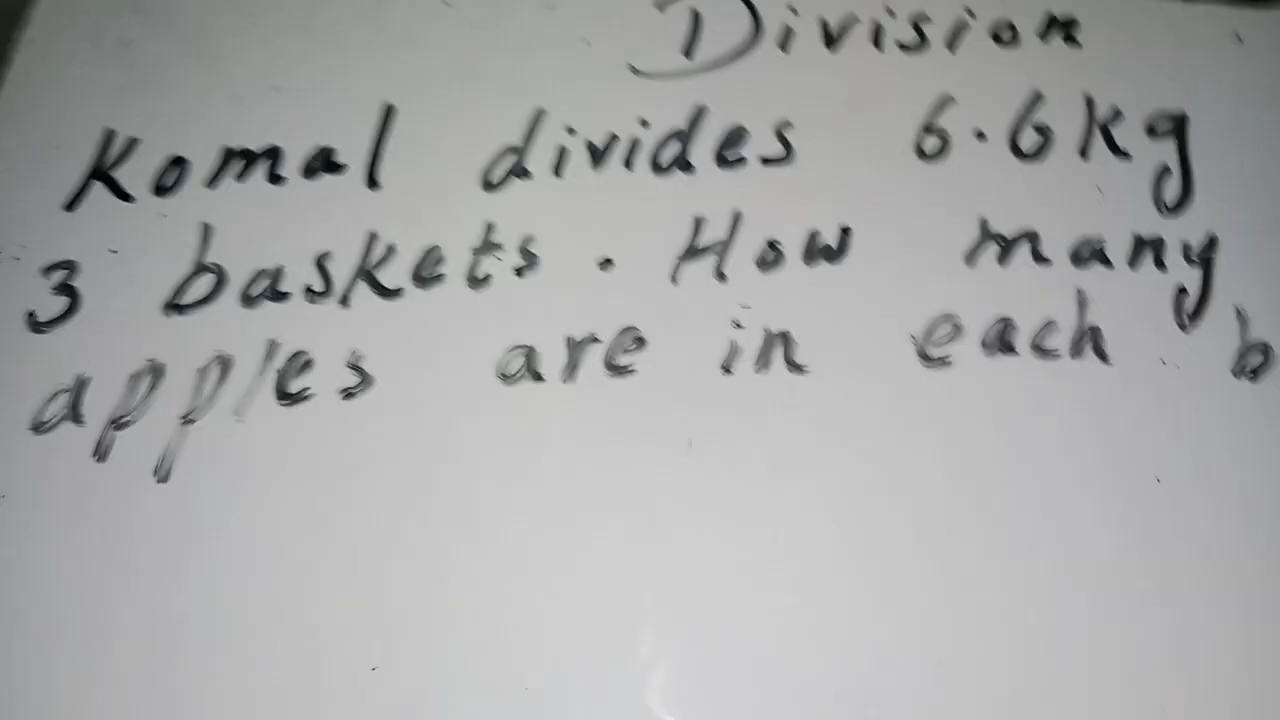 Division
Komal divides 6.6kg
3 baskets. How many
apples are in each b